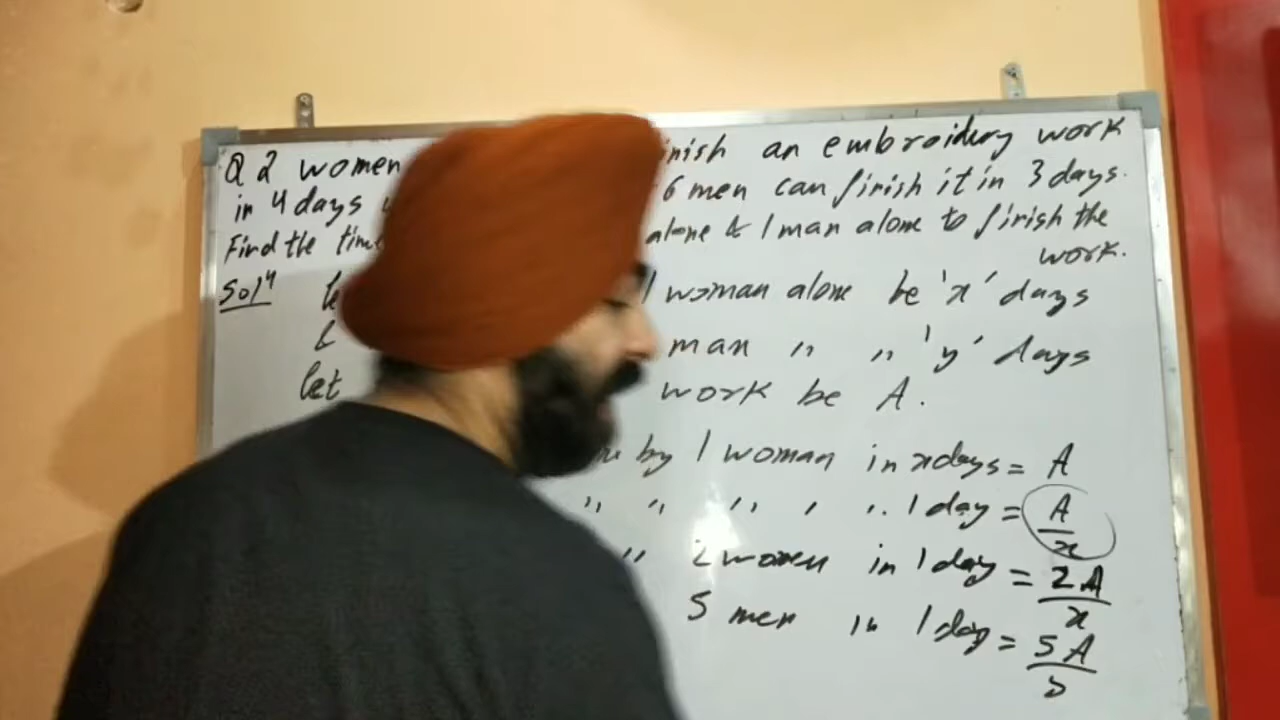 Q 2 women inish an embroidery work
in 4 days 6 men can finish it in 3 days.
Find the time alone & 1 man alone to finish the
work.
Solⁿ 1 woman alone be 'x' days
& man " " 'y' days
let work be A.
by 1 woman in x days = A
" " " " " 1 day = A/x
" 2 women in 1 day = 2A/x
5 men in 1 day = 5A/